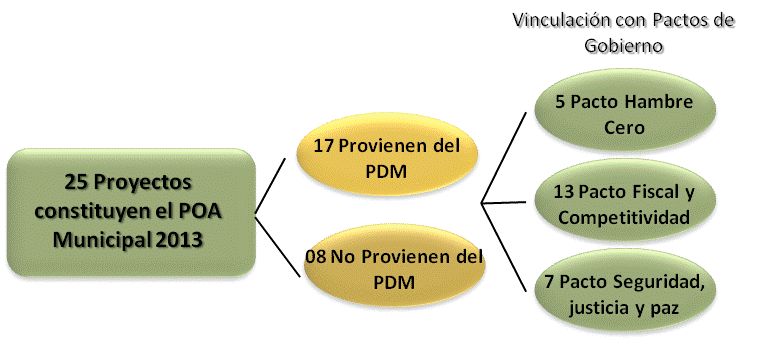 Vinculación con Pactos de
Gobierno
25 Proyectos
constituyen el POA
Municipal 2013
17 Provienen del
PDM
08 No Provienen del
PDM
5 Pacto Hambre
Cero
13 Pacto Fiscal y
Competitividad
7 Pacto Seguridad,
justicia y paz